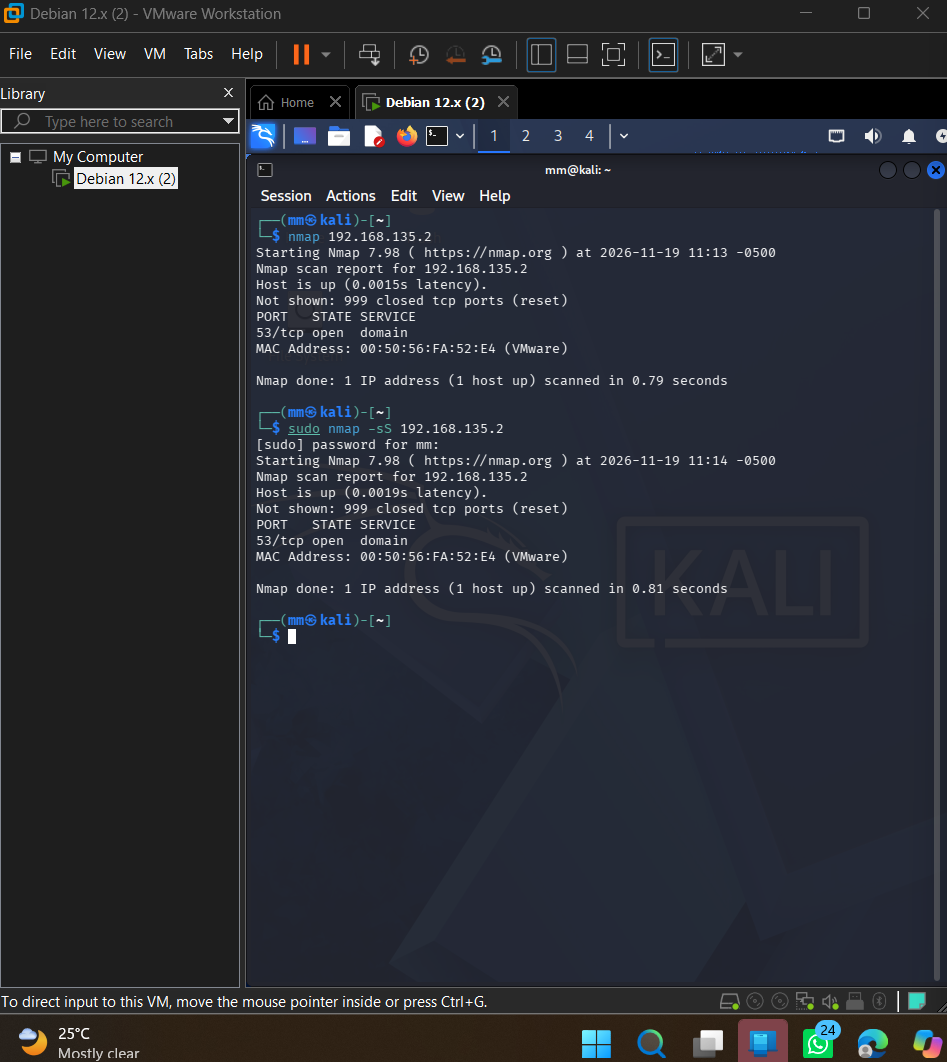 Debian 12.x (2) - VMware Workstation
File Edit View VM Tabs Help
Library
Type here to search
My Computer
Debian 12.x (2)
Home
Debian 12.x (2)
1 2 3 4
mm@kali: ~
Session Actions Edit View Help
┌──(mm㉿kali)-[~]
└─$ nmap 192.168.135.2
Starting Nmap 7.98 ( https://nmap.org ) at 2026-11-19 11:13 -0500
Nmap scan report for 192.168.135.2
Host is up (0.0015s latency).
Not shown: 999 closed tcp ports (reset)
PORT   STATE SERVICE
53/tcp open  domain
MAC Address: 00:50:56:FA:52:E4 (VMware)
Nmap done: 1 IP address (1 host up) scanned in 0.79 seconds
┌──(mm㉿kali)-[~]
└─$ sudo nmap -sS 192.168.135.2
[sudo] password for mm:
Starting Nmap 7.98 ( https://nmap.org ) at 2026-11-19 11:14 -0500
Nmap scan report for 192.168.135.2
Host is up (0.0019s latency).
Not shown: 999 closed tcp ports (reset)
PORT   STATE SERVICE
53/tcp open  domain
MAC Address: 00:50:56:FA:52:E4 (VMware)
Nmap done: 1 IP address (1 host up) scanned in 0.81 seconds
┌──(mm㉿kali)-[~]
└─$
KALI
To direct input to this VM, move the mouse pointer inside or press Ctrl+G.
25°C
Mostly clear
24